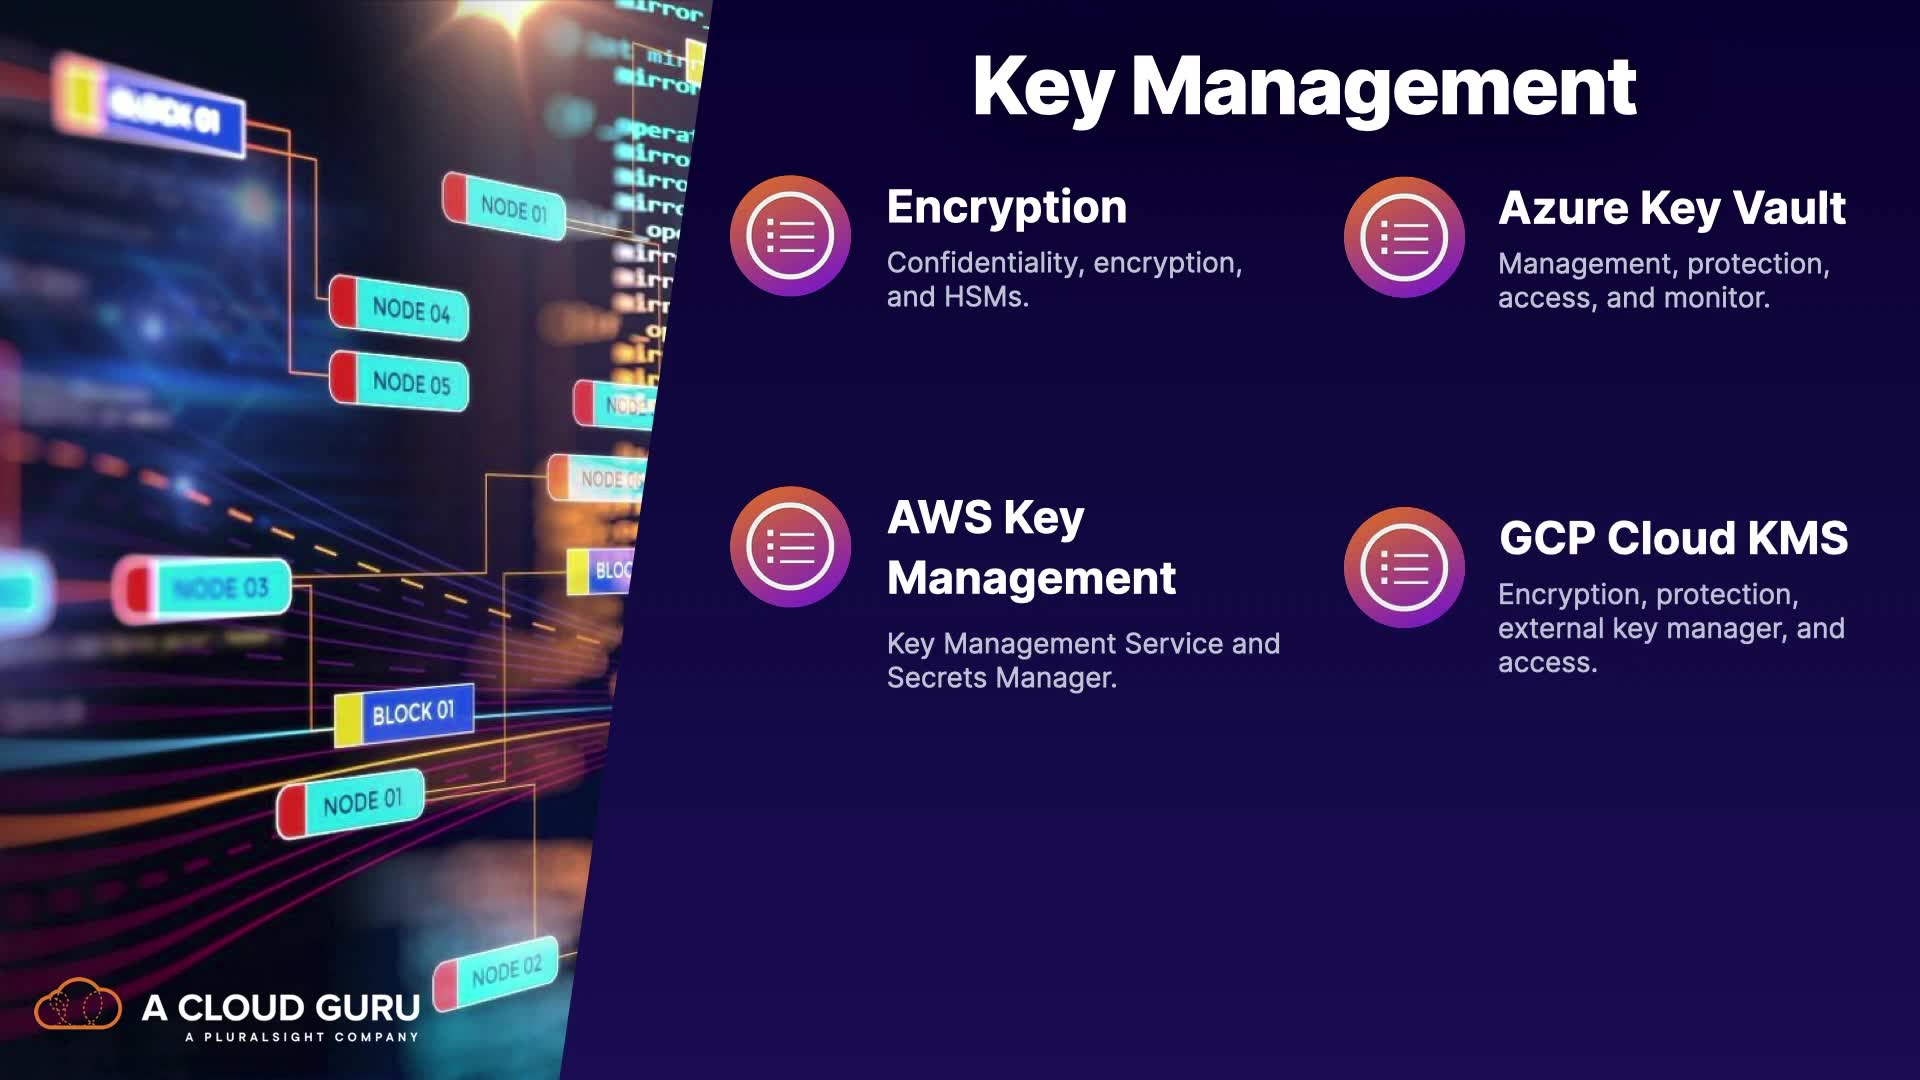 Key Management
Encryption
Confidentiality, encryption,
and HSMs.
Azure Key Vault
Management, protection,
access, and monitor.
AWS Key
Management
Key Management Service and
Secrets Manager.
GCP Cloud KMS
Encryption, protection,
external key manager, and
access.
NODE 01
NODE 04
NODE 05
NODE 03
BLOCK 01
NODE 01
NODE 02
A CLOUD GURU
A PLURALSIGHT COMPANY